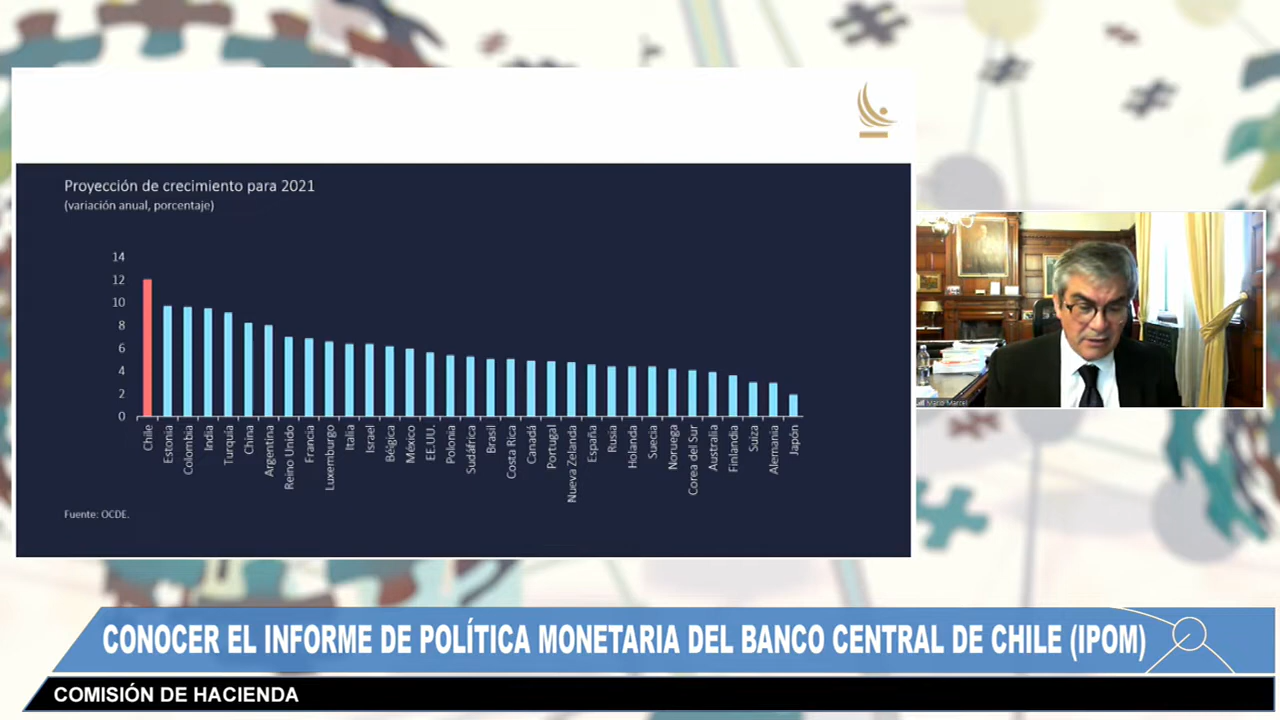 Proyección de crecimiento para 2021
(variación anual, porcentaje)
14
12
10
8
6
4
2
0
Chile
Estonia
Colombia
India
Turquía
China
Argentina
Reino Unido
Francia
Luxemburgo
Italia
Israel
Bélgica
México
EE.UU.
Polonia
Sudáfrica
Brasil
Costa Rica
Canadá
Portugal
Nueva Zelanda
España
Rusia
Holanda
Suecia
Noruega
Corea del Sur
Australia
Finlandia
Suiza
Alemania
Japón
Fuente: OCDE.
Mario Marcel
CONOCER EL INFORME DE POLÍTICA MONETARIA DEL BANCO CENTRAL DE CHILE (IPOM)
COMISIÓN DE HACIENDA